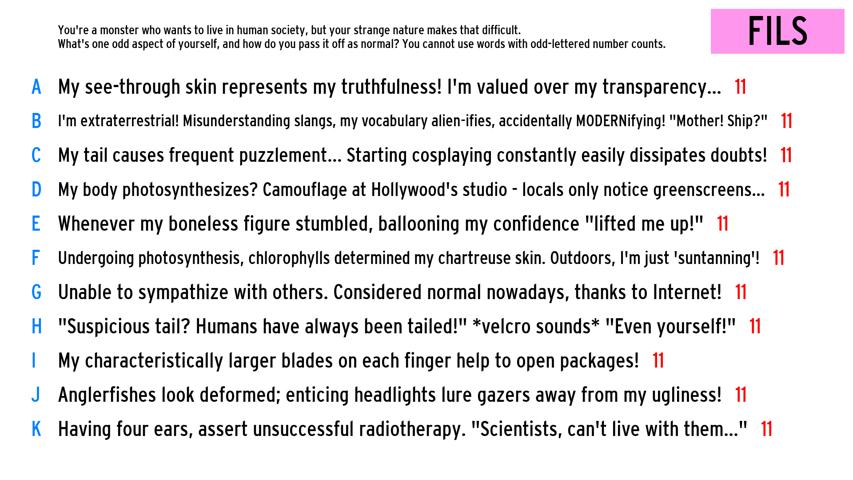 You're a monster who wants to live in human society, but your strange nature makes that difficult.
What's one odd aspect of yourself, and how do you pass it off as normal? You cannot use words with odd-lettered number counts.
FILS
A My see-through skin represents my truthfulness! I'm valued over my transparency... 11
B I'm extraterrestrial! Misunderstanding slangs, my vocabulary alien-ifies, accidentally MODERNifying! "Mother! Ship?" 11
C My tail causes frequent puzzlement... Starting cosplaying constantly easily dissipates doubts! 11
D My body photosynthesizes? Camouflage at Hollywood's studio - locals only notice greenscreens... 11
E Whenever my boneless figure stumbled, ballooning my confidence "lifted me up!" 11
F Undergoing photosynthesis, chlorophylls determined my chartreuse skin. Outdoors, I'm just 'suntanning'! 11
G Unable to sympathize with others. Considered normal nowadays, thanks to Internet! 11
H "Suspicious tail? Humans have always been tailed!" *velcro sounds* "Even yourself!" 11
I My characteristically larger blades on each finger help to open packages! 11
J Anglerfishes look deformed; enticing headlights lure gazers away from my ugliness! 11
K Having four ears, assert unsuccessful radiotherapy. "Scientists, can't live with them..." 11